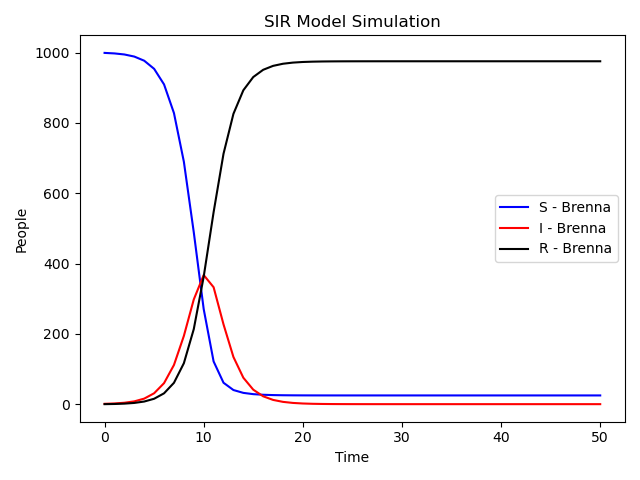 SIR Model Simulation
1000
800
600
400
200
0
People
S - Brenna
I - Brenna
R - Brenna
0 10 20 30 40 50
Time